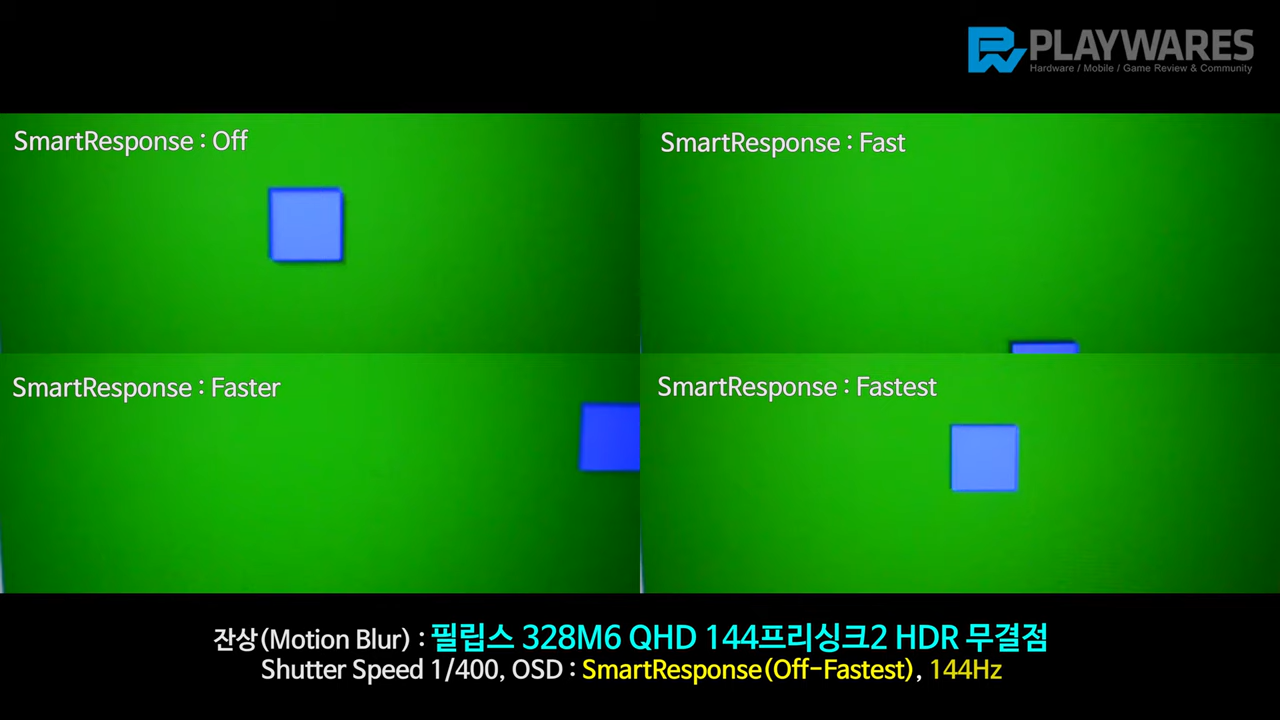 PLAYWARES
Hardware / Mobile / Game Review & Community
SmartResponse : Off
SmartResponse : Fast
SmartResponse : Faster
SmartResponse : Fastest
잔상(Motion Blur) : 필립스 328M6 QHD 144프리싱크2 HDR 무결점
Shutter Speed 1/400, OSD : SmartResponse(Off-Fastest), 144Hz